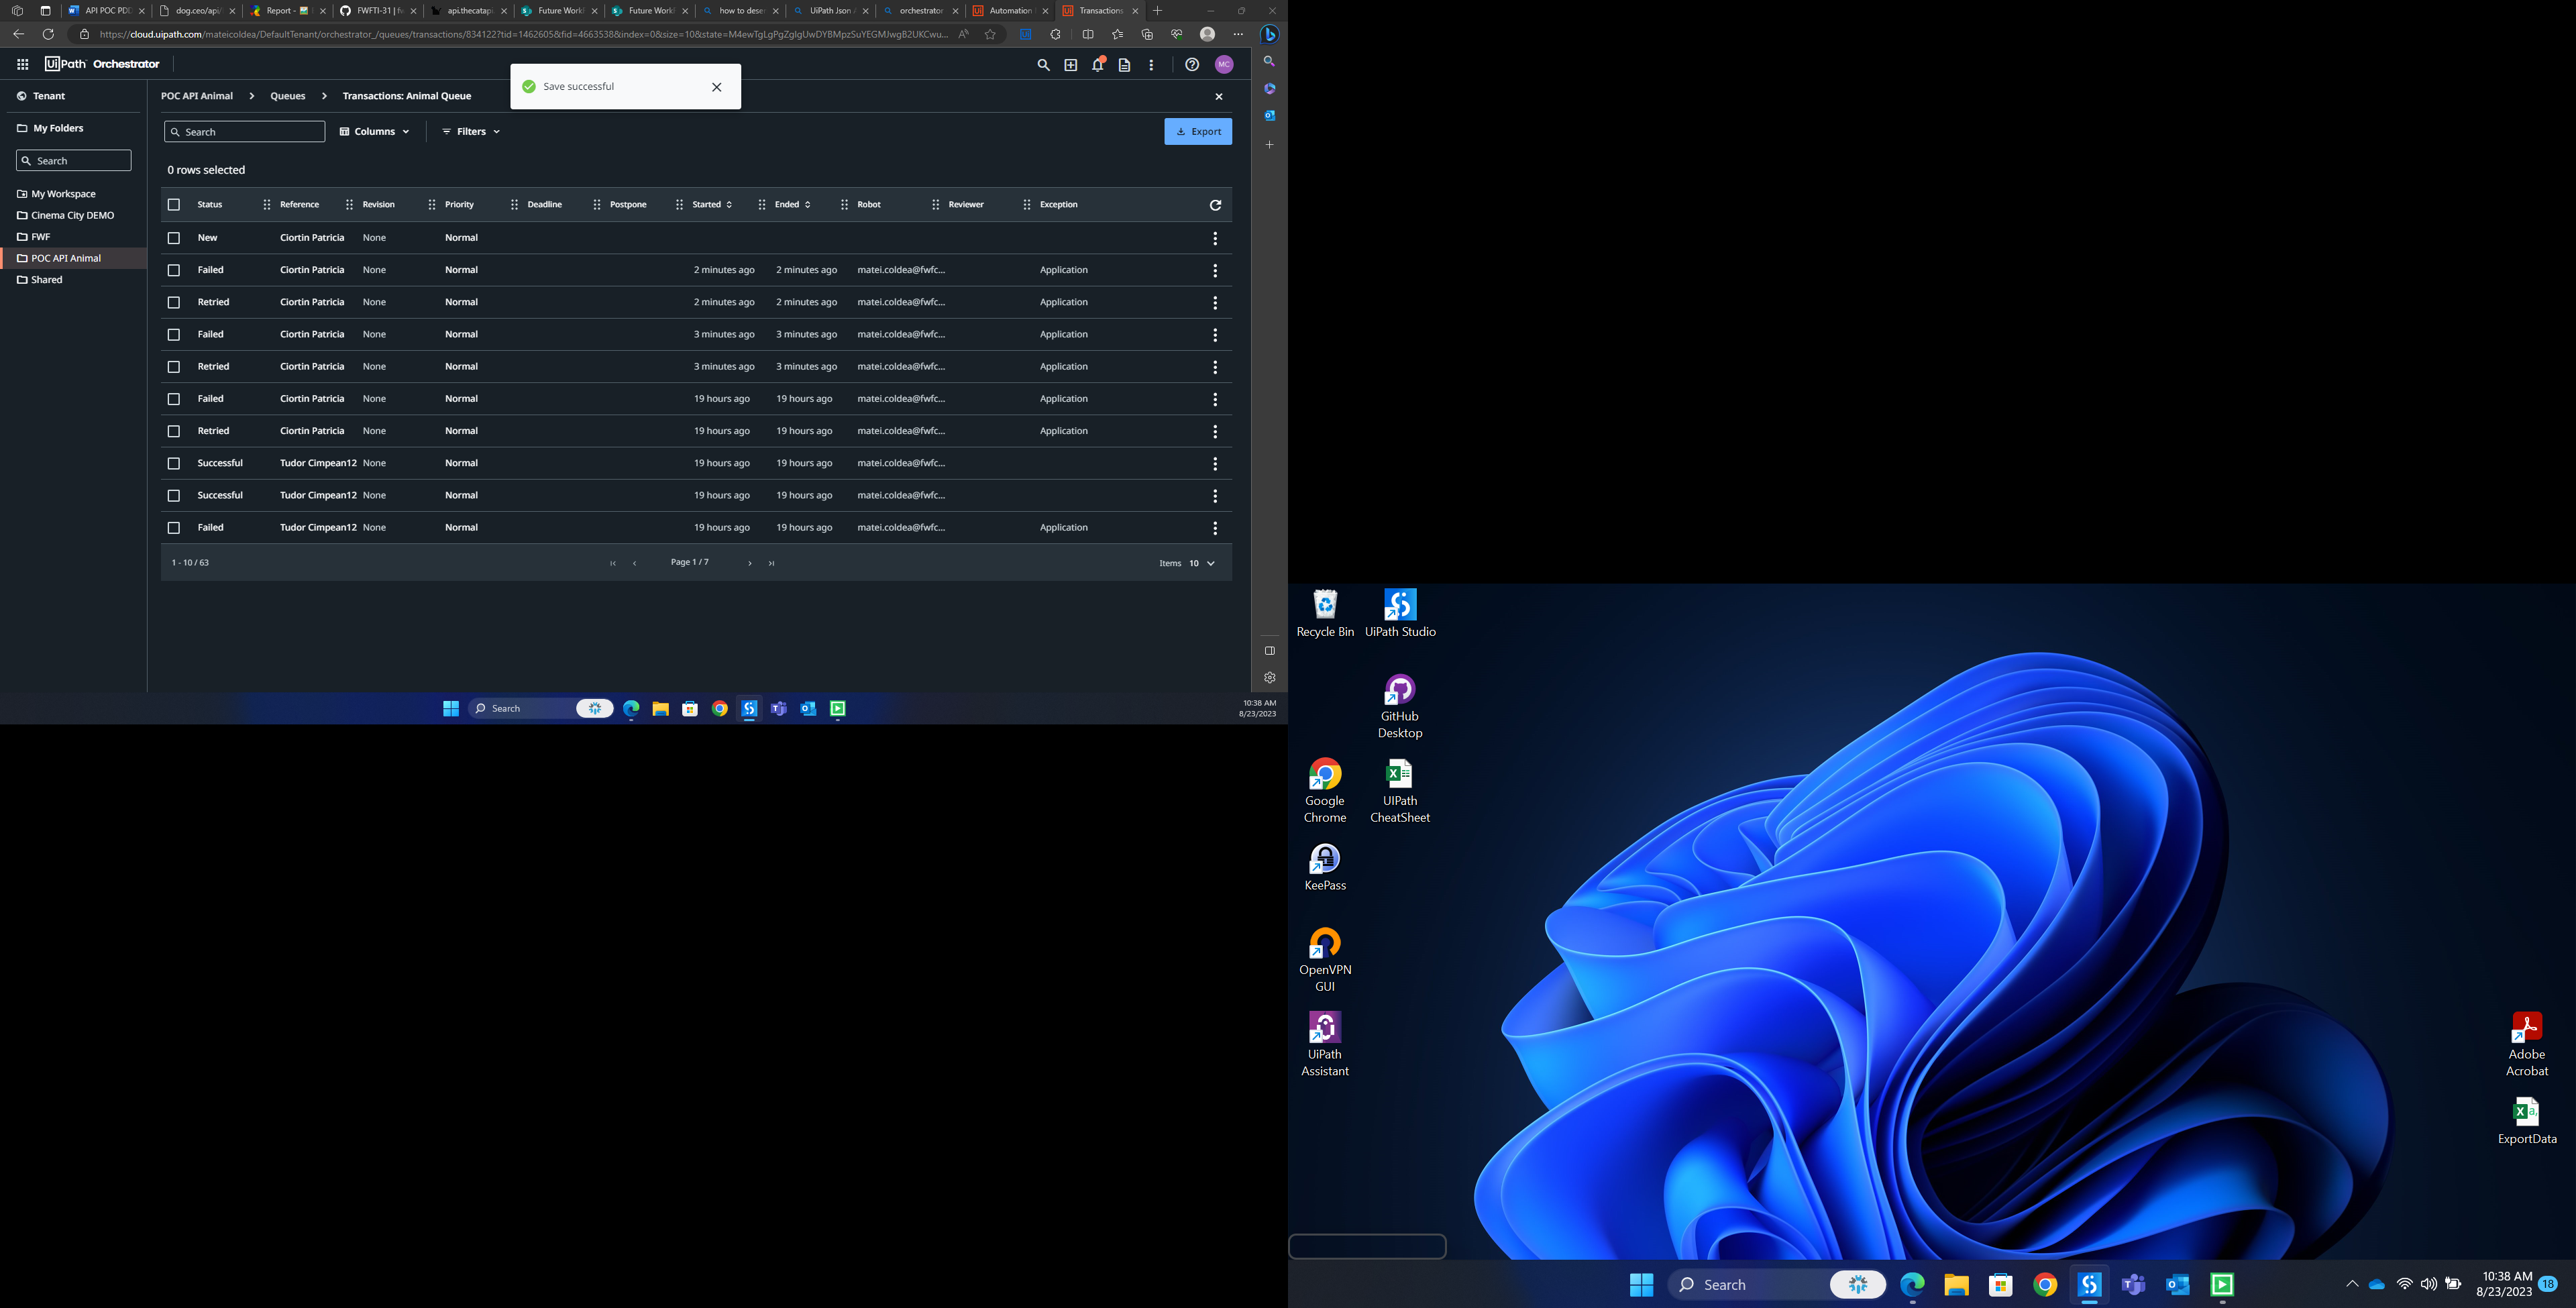 API POC PDD
dog.ceo/api/
Report -
FWFTI-31 | fw
api.thecatapi
Future Workf
Future Workf
how to deser
UiPath Json
orchestrator
Automation
Transactions
https://cloud.uipath.com/mateicoldea/DefaultTenant/orchestrator_/queues/transactions/834122?tid=1462605&fid=4663538&index=0&size=10&state=M4ewTgLgPgZglgUwDYBMpzSuYEGMJwgB2UKCwu...
UiPath Orchestrator
MC
Save successful
Tenant
POC API Animal > Queues > Transactions: Animal Queue
My Folders
Search
Columns
Filters
Export
Search
0 rows selected
My Workspace
Cinema City DEMO
FWF
POC API Animal
Shared
Status Reference Revision Priority Deadline Postpone Started Ended Robot Reviewer Exception
New Ciortin Patricia None Normal
Failed Ciortin Patricia None Normal 2 minutes ago 2 minutes ago matei.coldea@fwfc... Application
Retried Ciortin Patricia None Normal 2 minutes ago 2 minutes ago matei.coldea@fwfc... Application
Failed Ciortin Patricia None Normal 3 minutes ago 3 minutes ago matei.coldea@fwfc... Application
Retried Ciortin Patricia None Normal 3 minutes ago 3 minutes ago matei.coldea@fwfc... Application
Failed Ciortin Patricia None Normal 19 hours ago 19 hours ago matei.coldea@fwfc... Application
Retried Ciortin Patricia None Normal 19 hours ago 19 hours ago matei.coldea@fwfc... Application
Successful Tudor Cimpean12 None Normal 19 hours ago 19 hours ago matei.coldea@fwfc...
Successful Tudor Cimpean12 None Normal 19 hours ago 19 hours ago matei.coldea@fwfc...
Failed Tudor Cimpean12 None Normal 19 hours ago 19 hours ago matei.coldea@fwfc... Application
1 - 10 / 63
Page 1 / 7
Items 10
Search
10:38 AM
8/23/2023
Recycle Bin
UiPath Studio
GitHub
Desktop
Google
Chrome
UIPath
CheatSheet
KeePass
OpenVPN
GUI
UiPath
Assistant
Adobe
Acrobat
ExportData
Search
10:38 AM
8/23/2023
18